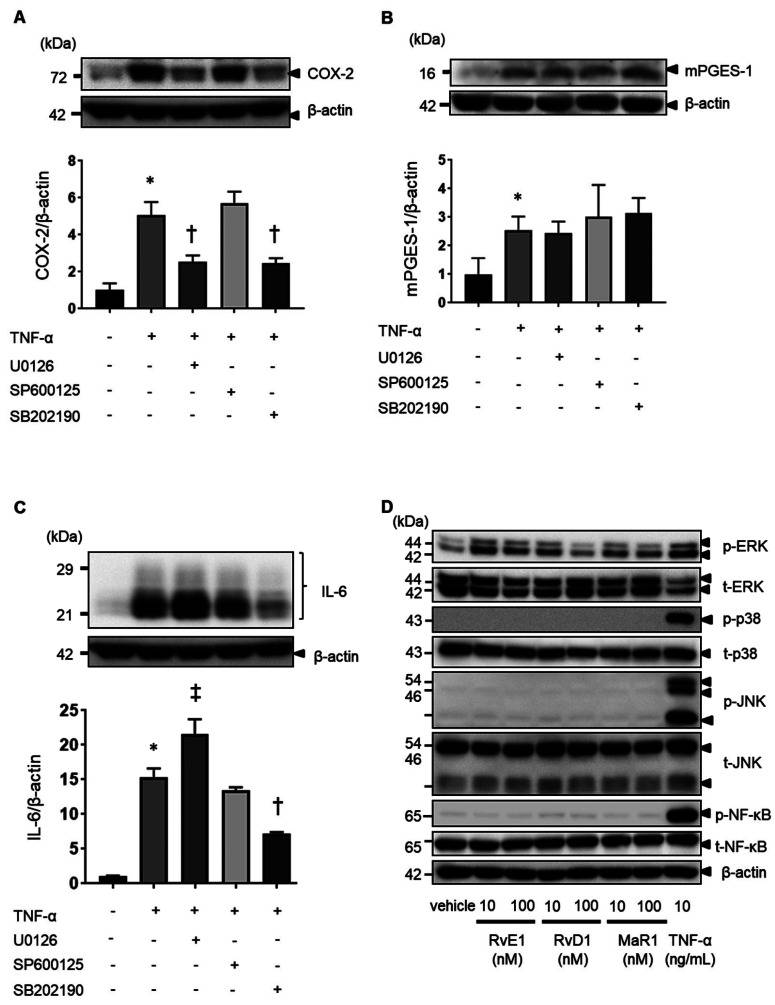 A
(kDa)
72
COX-2
42
β-actin
COX-2/β-actin
8
6
4
2
0
*
†
†
TNF-α - + + + +
U0126 - - + - -
SP600125 - - - + -
SB202190 - - - - +
B
(kDa)
16
mPGES-1
42
β-actin
mPGES-1/β-actin
5
4
3
2
1
0
*
TNF-α - + + + +
U0126 - - + - -
SP600125 - - - + -
SB202190 - - - - +
C
(kDa)
29
21
IL-6
42
β-actin
IL-6/β-actin
25
20
15
10
5
0
*
‡
†
TNF-α - + + + +
U0126 - - + - -
SP600125 - - - + -
SB202190 - - - - +
D
(kDa)
44
42
p-ERK
44
42
t-ERK
43
p-p38
43
t-p38
54
46
p-JNK
54
46
t-JNK
65
p-NF-κB
65
t-NF-κB
42
β-actin
vehicle 10 100 10 100 10 100 10
RvE1 RvD1 MaR1 TNF-α
(nM) (nM) (nM) (ng/mL)